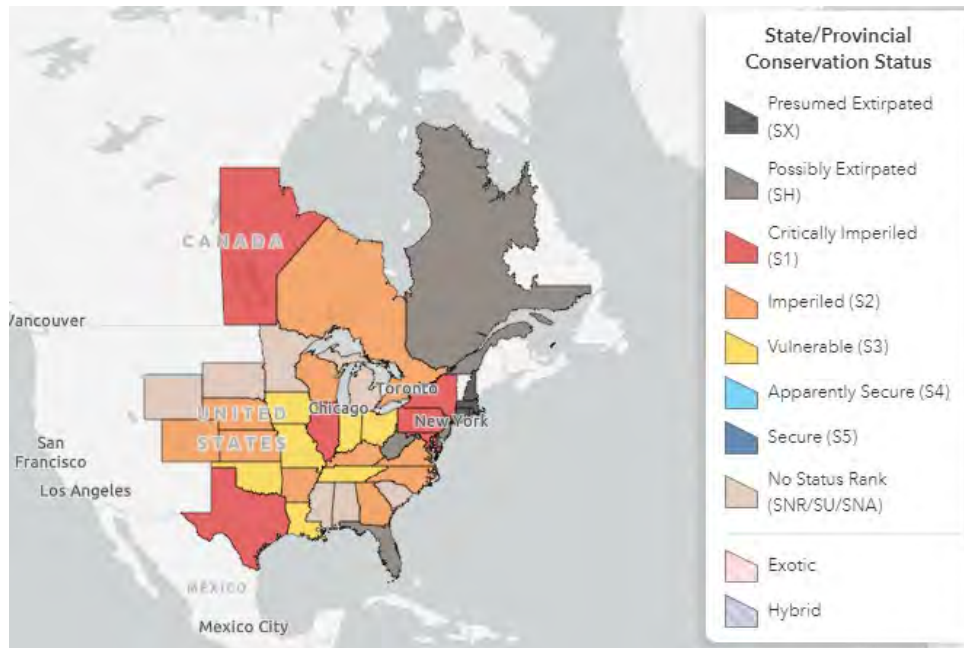 State/Provincial
Conservation Status
Presumed Extirpated
(SX)
Possibly Extirpated
(SH)
Critically Imperiled
(S1)
Imperiled (S2)
Vulnerable (S3)
Apparently Secure (S4)
Secure (S5)
No Status Rank
(SNR/SU/SNA)
Exotic
Hybrid
CANADA
Vancouver
Toronto
UNITED
Chicago
New York
STATES
San
Francisco
Los Angeles
MÉXICO
Mexico City